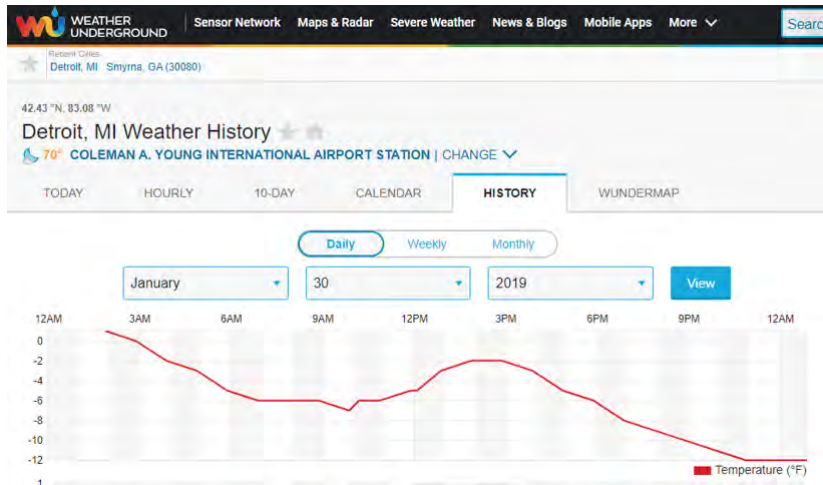 WEATHER UNDERGROUND Sensor Network Maps & Radar Severe Weather News & Blogs Mobile Apps More Searc
Recent Cities
Detroit, MI Smyrna, GA (30080)
42.43 °N, 83.08 °W
Detroit, MI Weather History
70° COLEMAN A. YOUNG INTERNATIONAL AIRPORT STATION | CHANGE
TODAY HOURLY 10-DAY CALENDAR HISTORY WUNDERMAP
Daily Weekly Monthly
January 30 2019 View
12AM 3AM 6AM 9AM 12PM 3PM 6PM 9PM 12AM
0
-2
-4
-6
-8
-10
-12
Temperature (°F)
1